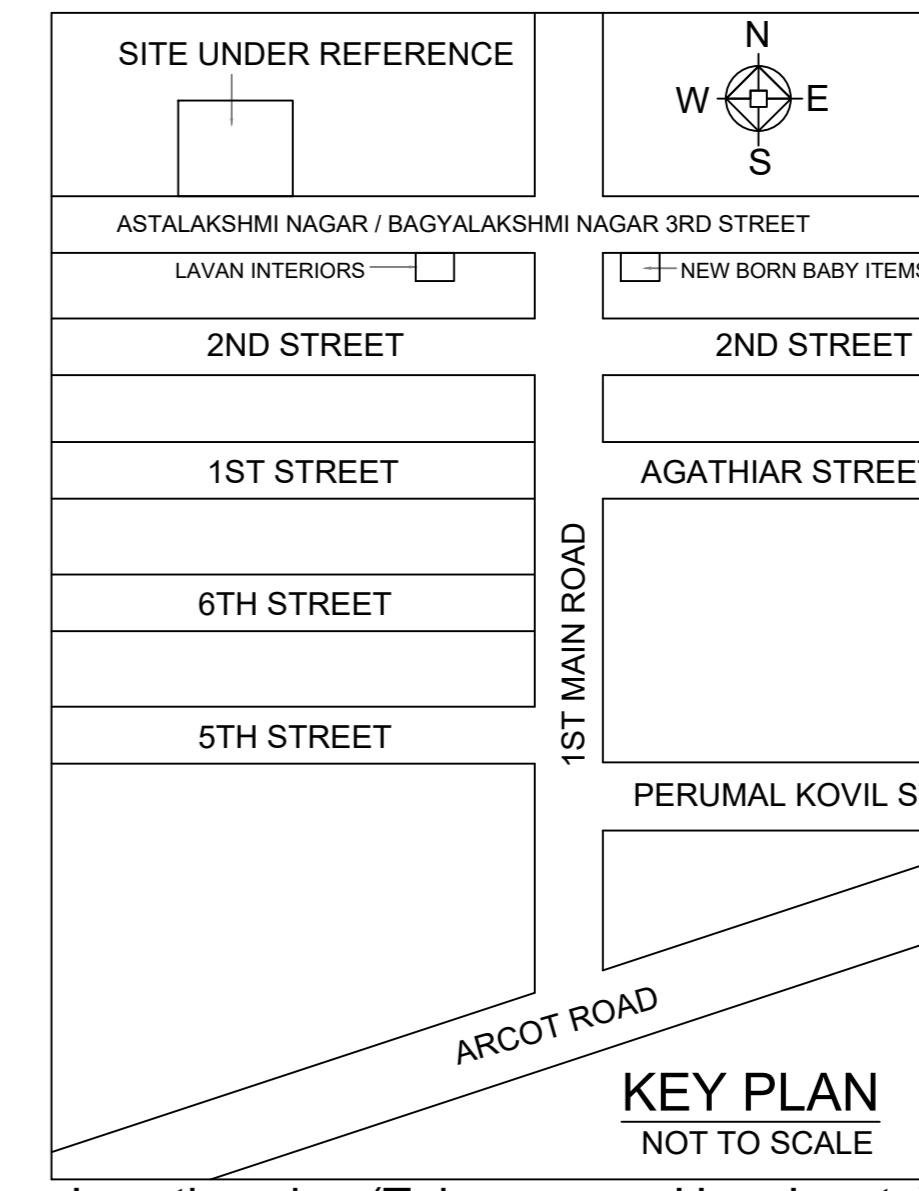 SITE UNDER REFERENCE
N
W E
S
ASTALAKSHMI NAGAR / BAGYALAKSHMI NAGAR 3RD STREET
LAVAN INTERIORS
NEW BORN BABY ITEMS
2ND STREET
2ND STREET
1ST STREET
AGATHIAR STREET
6TH STREET
1ST MAIN ROAD
5TH STREET
PERUMAL KOVIL S
ARCOT ROAD
KEY PLAN
NOT TO SCALE